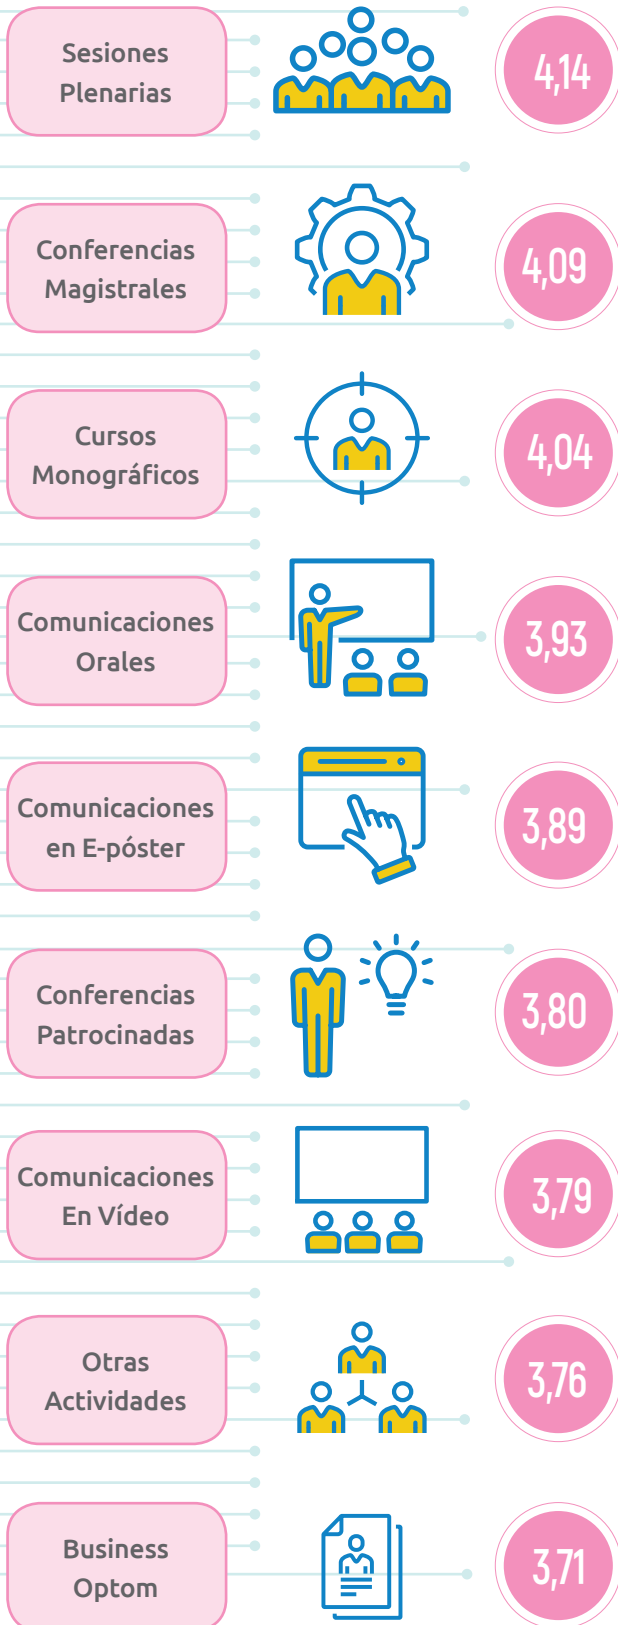 Sesiones
Plenarias
4,14
Conferencias
Magistrales
4,09
Cursos
Monográficos
4,04
Comunicaciones
Orales
3,93
Comunicaciones
en E-póster
3,89
Conferencias
Patrocinadas
3,80
Comunicaciones
En Vídeo
3,79
Otras
Actividades
3,76
Business
Optom
3,71